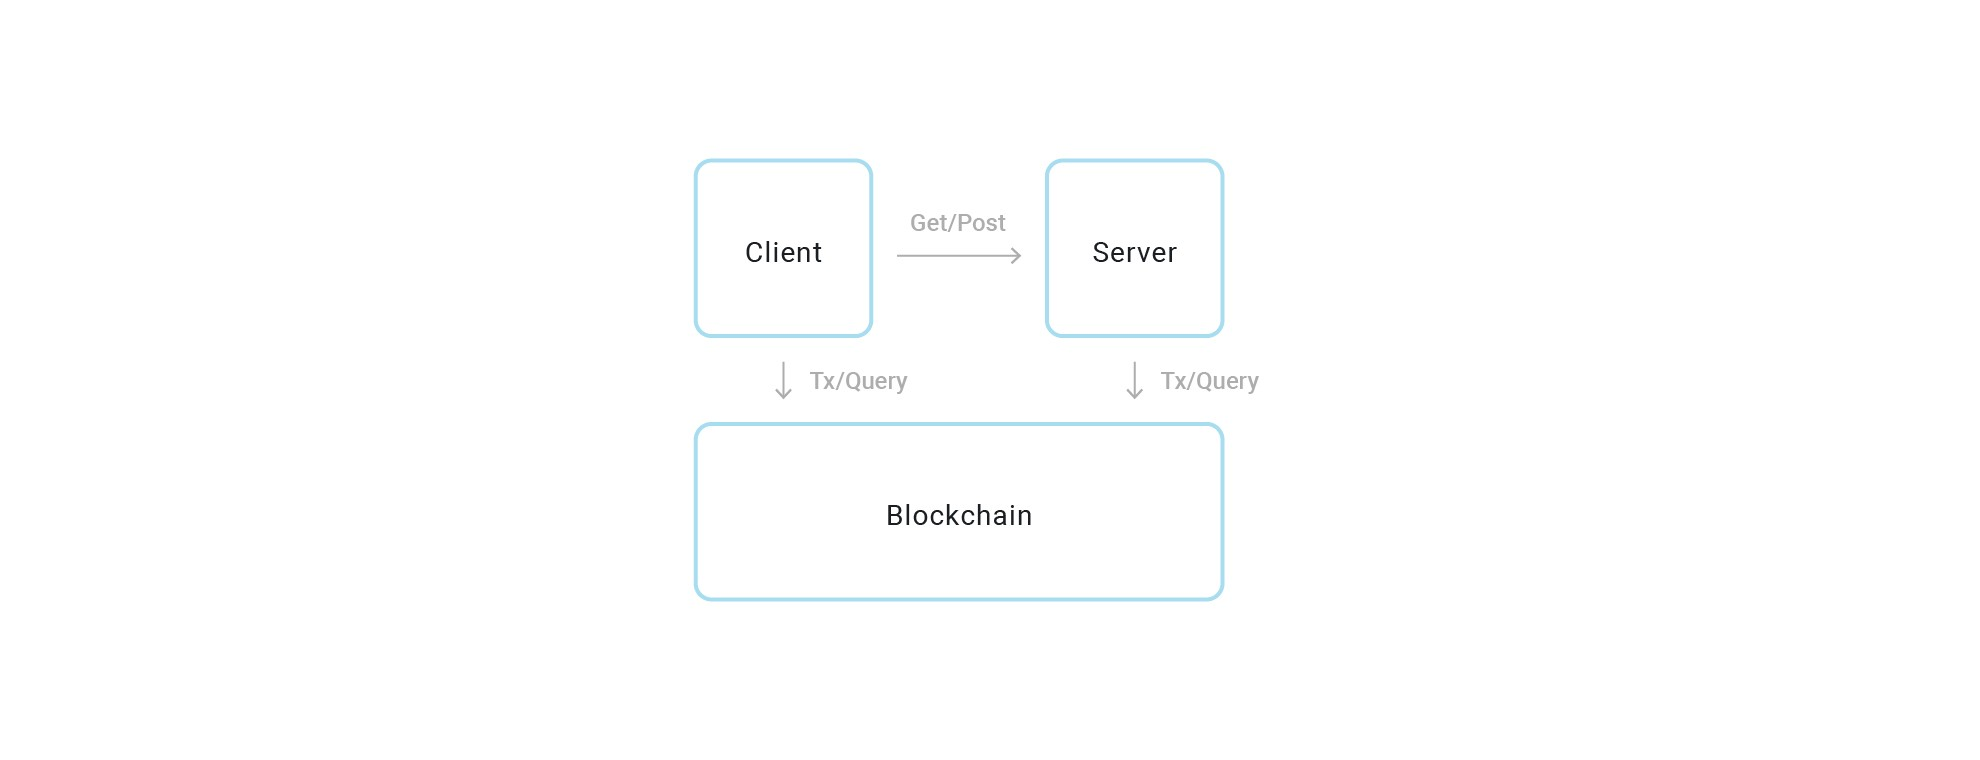 Get/Post
Client
Server
Tx/Query
Tx/Query
Blockchain